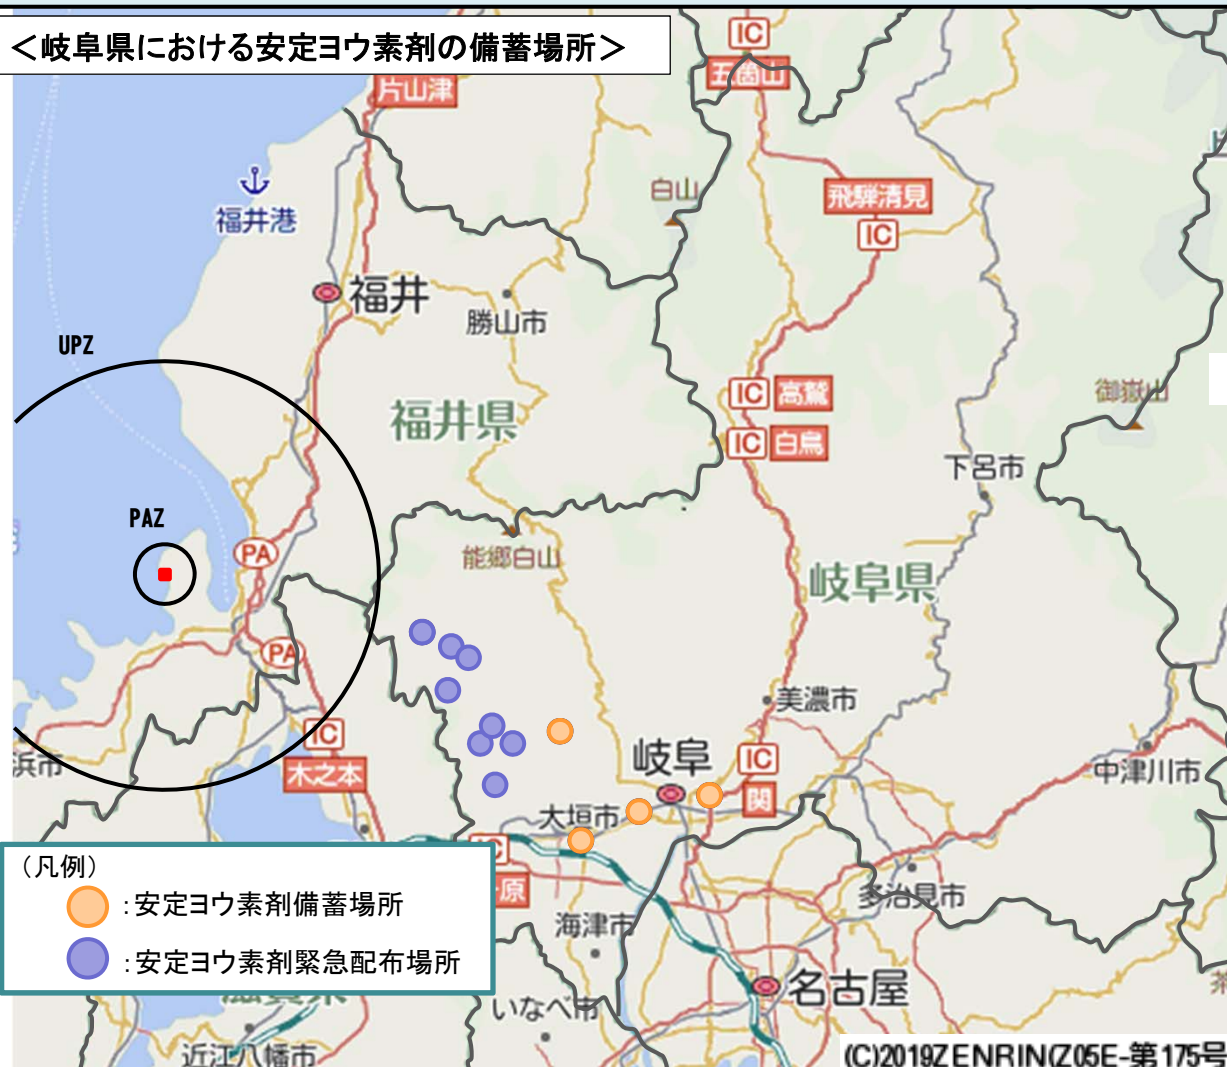 ＜岐阜県における安定ヨウ素剤の備蓄場所＞
IC
五箇山
片山津
白山
飛騨清見
IC
福井港
福井
勝山市
UPZ
福井県
IC 高鷲
IC 白鳥
御嶽山
下呂市
PAZ
PA
能郷白山
岐阜県
PA
美濃市
IC
木之本
浜市
岐阜
IC
関
中津川市
大垣市
IC
原
多治見市
海津市
（凡例）
：安定ヨウ素剤備蓄場所
：安定ヨウ素剤緊急配布場所
名古屋
いなべ市
近江八幡市
(C)2019ZENRIN(Z05E-第175号